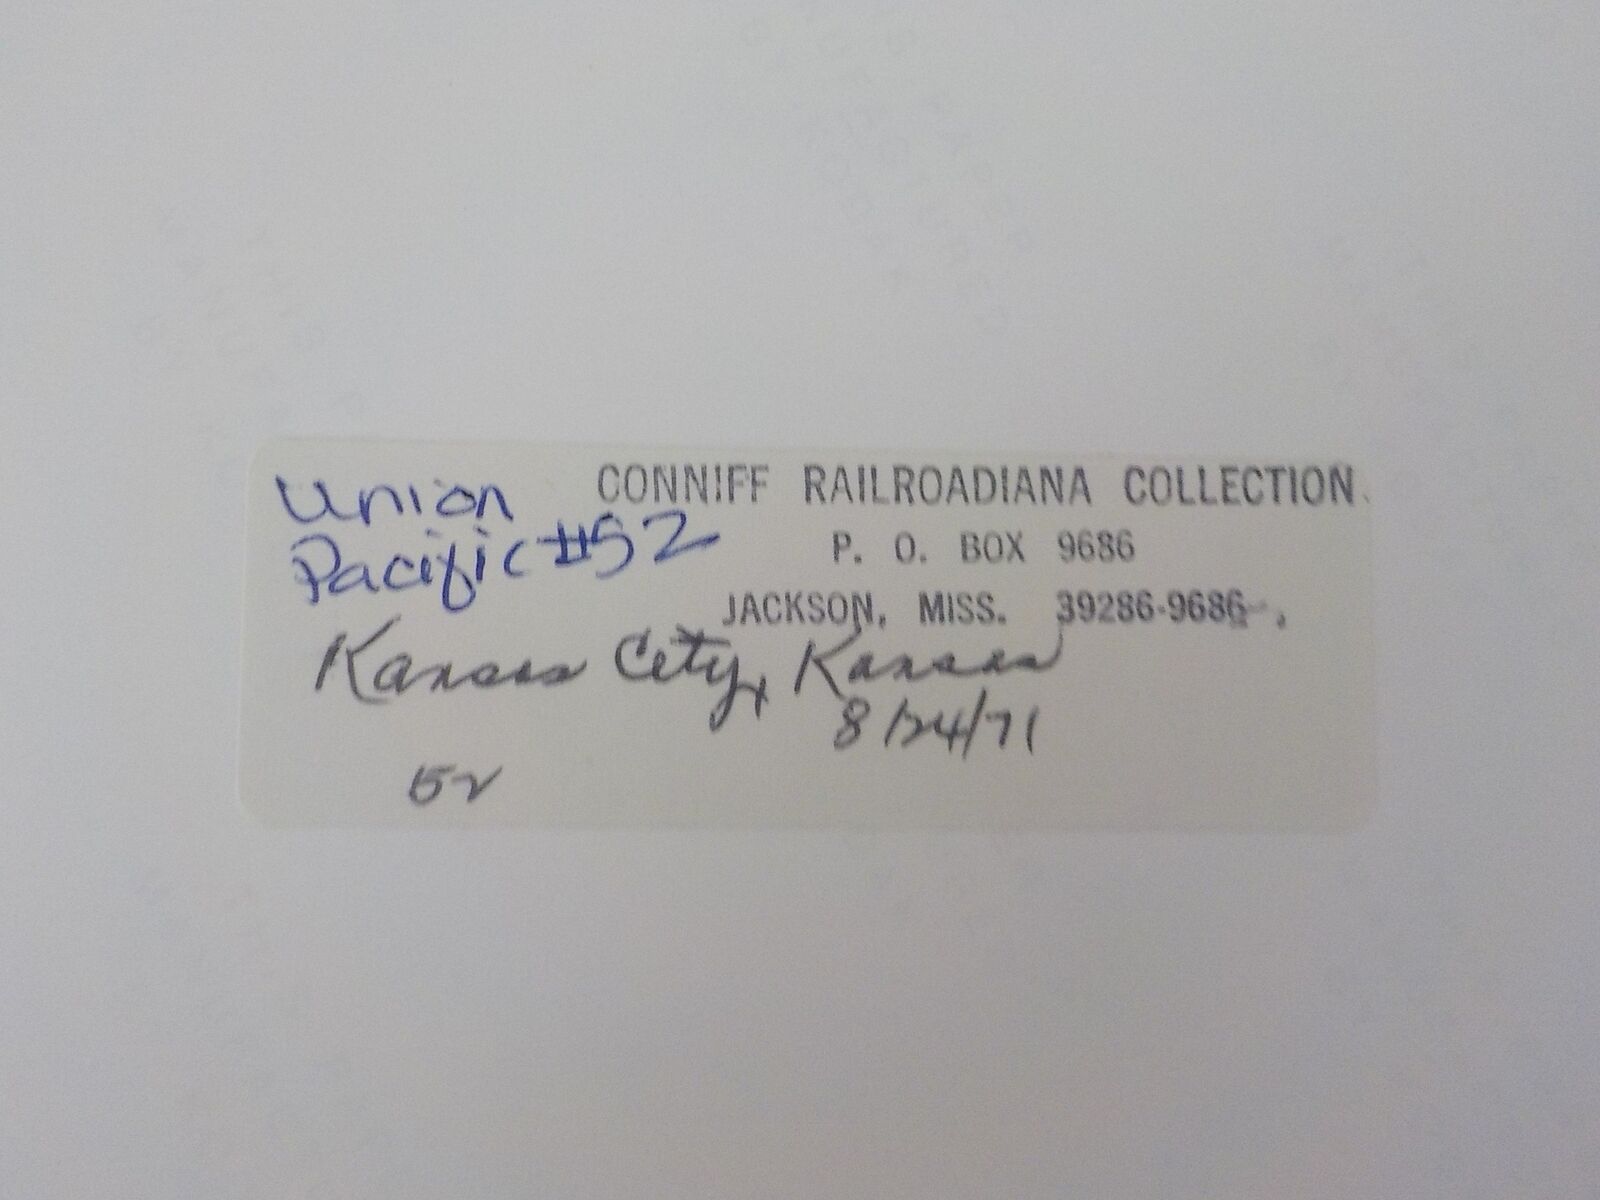 Union
Pacific #52
CONNIFF RAILROADIANA COLLECTION
P. O. BOX 9686
JACKSON, MISS. 39286-9686
Kansas City, Kansas
8/24/71
52